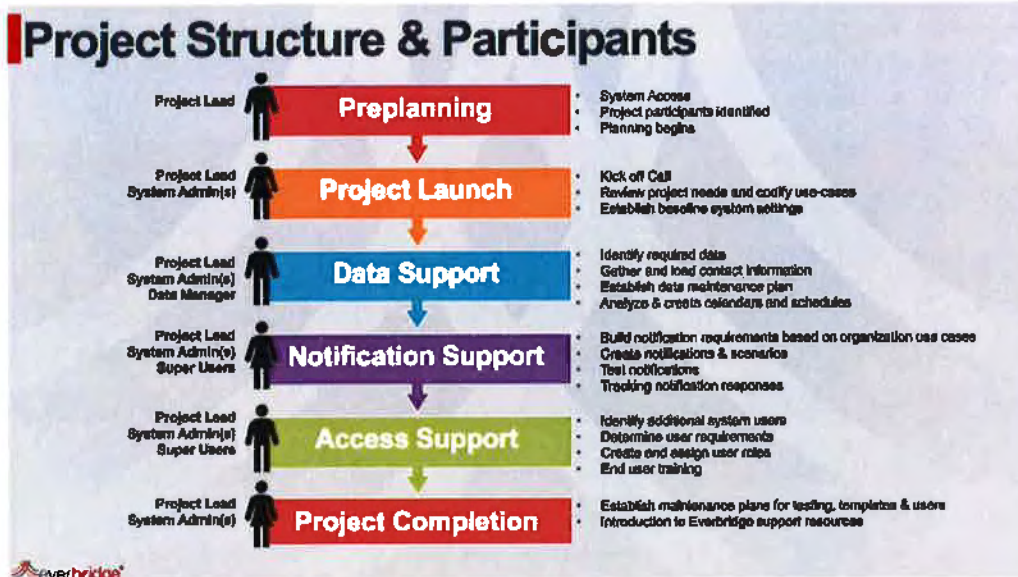 Project Structure & Participants
Project Lead
Preplanning
• System Access
• Project participants identified
• Planning begins
Project Lead
System Admin(s)
Project Launch
• Kick off Call
• Review project needs and codify use-cases
• Establish baseline system settings
Project Lead
System Admin(s)
Data Manager
Data Support
• Identify required data
• Gather and load contact information
• Establish data maintenance plan
• Analyze & create calendars and schedules
Project Lead
System Admin(s)
Super Users
Notification Support
• Build notification requirements based on organization use cases
• Create notifications & scenarios
• Test notifications
• Tracking notification responses
Project Lead
System Admin(s)
Super Users
Access Support
• Identify additional system users
• Determine user requirements
• Create and assign user roles
• End user training
Project Lead
System Admin(s)
Project Completion
• Establish maintenance plans for testing, templates & users
• Introduction to Everbridge support resources
everbridge